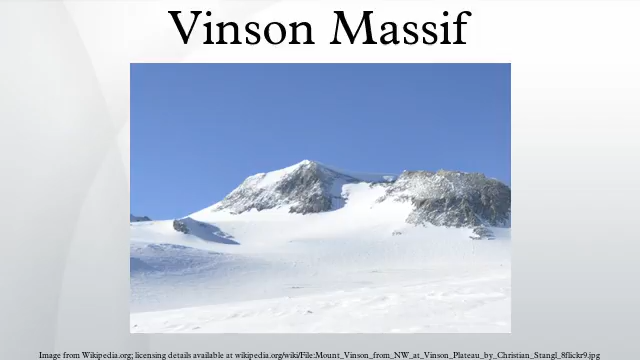 Vinson Massif
Image from Wikipedia.org; licensing details available at wikipedia.org/wiki/File:Mount_Vinson_from_NW_at_Vinson_Plateau_by_Christian_Stangl_8flickr9.jpg